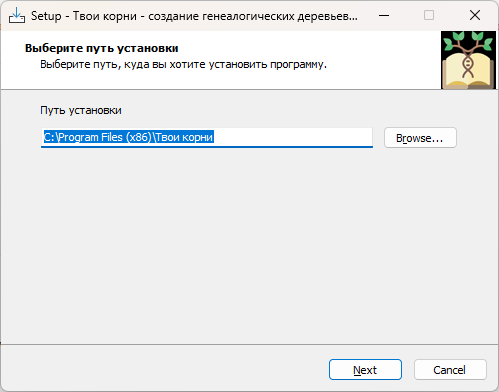 Setup - Твои корни - создание генеалогических деревьев...
Выберите путь установки
Выберите путь, куда вы хотите установить программу.
Путь установки
C:\Program Files (x86)\Твои корни
Browse...
Next
Cancel